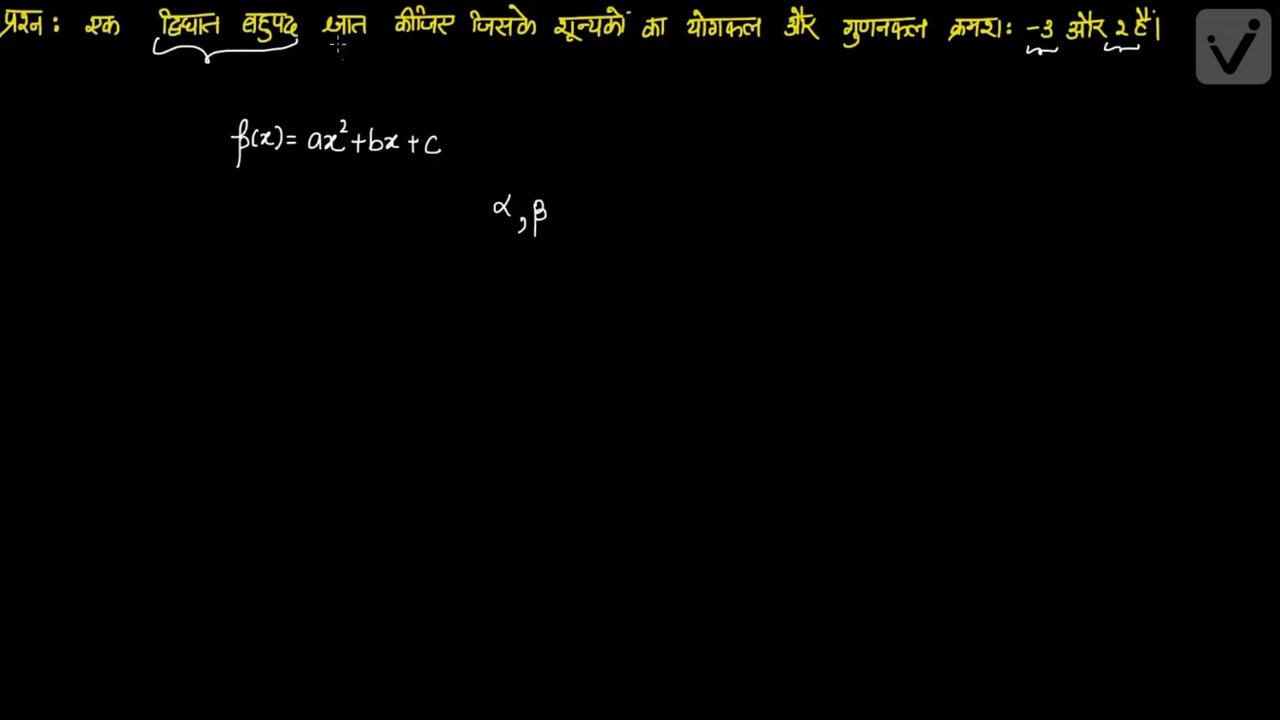 प्रश्न : एक द्विघात बहुपद ज्ञात कीजिए जिसके शून्यकों का योगफल और गुणनफल क्रमश: -3 और 2 हैं।
p(x) = ax²+bx+c
α, β